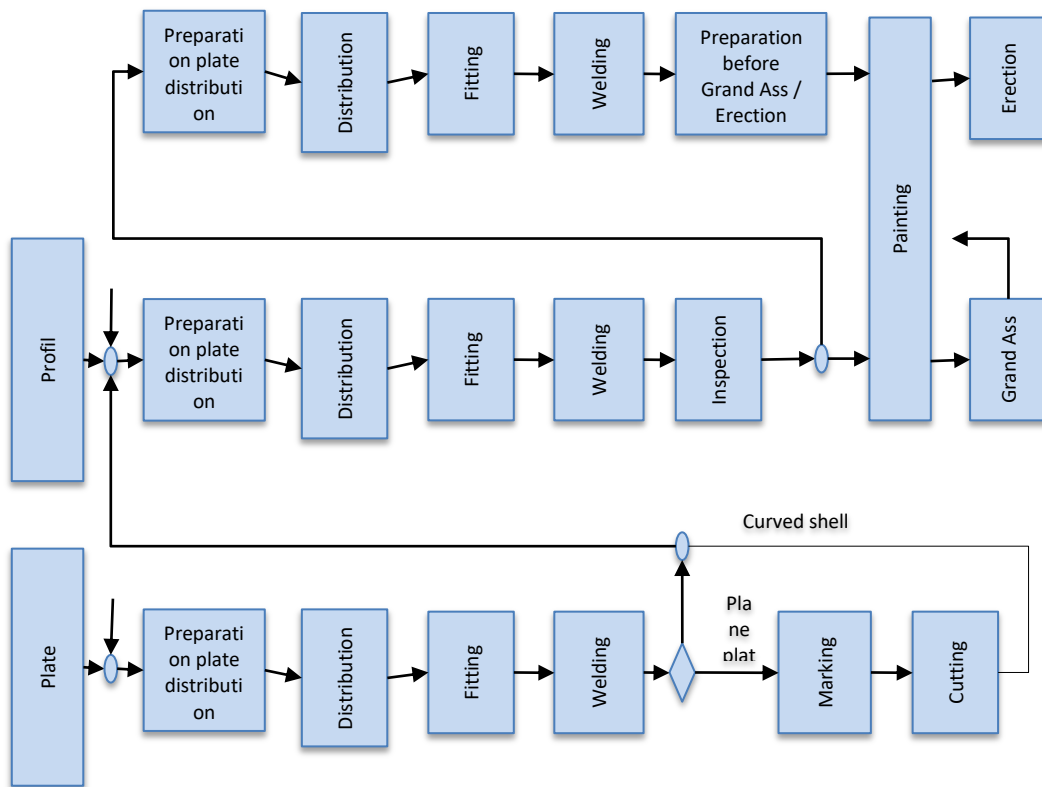 Preparati
on plate
distributi
on
Distribution
Fitting
Welding
Preparation
before
Grand Ass /
Erection
Painting
Erection
Profil
Preparati
on plate
distributi
on
Distribution
Fitting
Welding
Inspection
Grand Ass
Curved shell
Plate
Preparati
on plate
distributi
on
Distribution
Fitting
Welding
Pla
ne
plat
Marking
Cutting